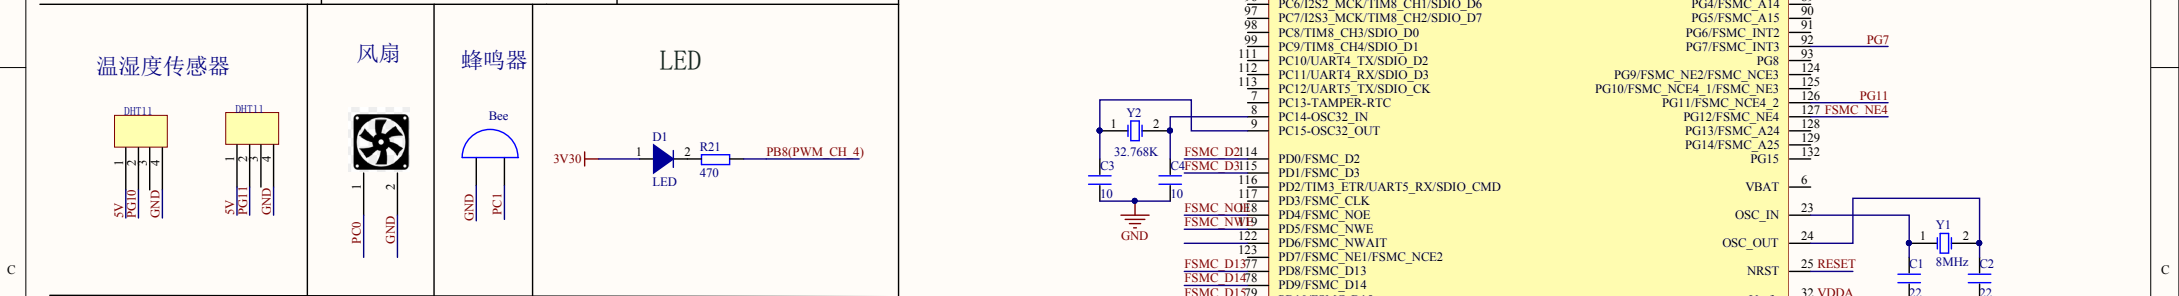 温湿度传感器
DHT11
1
2
3
4
5V
PG10
GND
DHT11
1
2
3
4
5V
PG11
GND
风扇
1
2
PC0
GND
蜂鸣器
Bee
GND
PC1
LED
3V30
1
D1
LED
2
R21
470
PB8(PWM_CH_4)
C
PC6/I2S2_MCK/TIM8_CH1/SDIO_D6
97 PC7/I2S3_MCK/TIM8_CH2/SDIO_D7
98 PC8/TIM8_CH3/SDIO_D0
99 PC9/TIM8_CH4/SDIO_D1
111 PC10/UART4_TX/SDIO_D2
112 PC11/UART4_RX/SDIO_D3
113 PC12/UART5_TX/SDIO_CK
7 PC13-TAMPER-RTC
8 PC14-OSC32_IN
9 PC15-OSC32_OUT
Y2
1 2
32.768K
C3
10
C4
10
GND
FSMC_D2 114 PD0/FSMC_D2
FSMC_D3 115 PD1/FSMC_D3
116 PD2/TIM3_ETR/UART5_RX/SDIO_CMD
117 PD3/FSMC_CLK
FSMC_NOE 118 PD4/FSMC_NOE
FSMC_NWE 119 PD5/FSMC_NWE
122 PD6/FSMC_NWAIT
123 PD7/FSMC_NE1/FSMC_NCE2
FSMC_D13 77 PD8/FSMC_D13
FSMC_D14 78 PD9/FSMC_D14
FSMC_D15 79
PG4/FSMC_A14
PG5/FSMC_A15 90
PG6/FSMC_INT2 91
PG7/FSMC_INT3 92 PG7
PG8 93
PG9/FSMC_NE2/FSMC_NCE3 124
PG10/FSMC_NCE4_1/FSMC_NE3 125
PG11/FSMC_NCE4_2 126 PG11
PG12/FSMC_NE4 127 FSMC_NE4
PG13/FSMC_A24 128
PG14/FSMC_A25 129
PG15 132
VBAT 6
OSC_IN 23
OSC_OUT 24
NRST 25 RESET
32 VDDA
Y1
1 2
8MHz
C1
22
C2
22
C